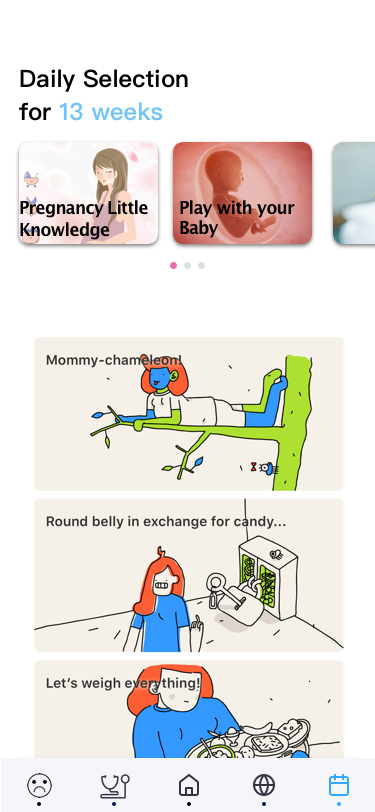 Daily Selection
for 13 weeks
Pregnancy Little
Knowledge
Play with your
Baby
Mommy-chameleon!
Round belly in exchange for candy...
Let's weigh everything!